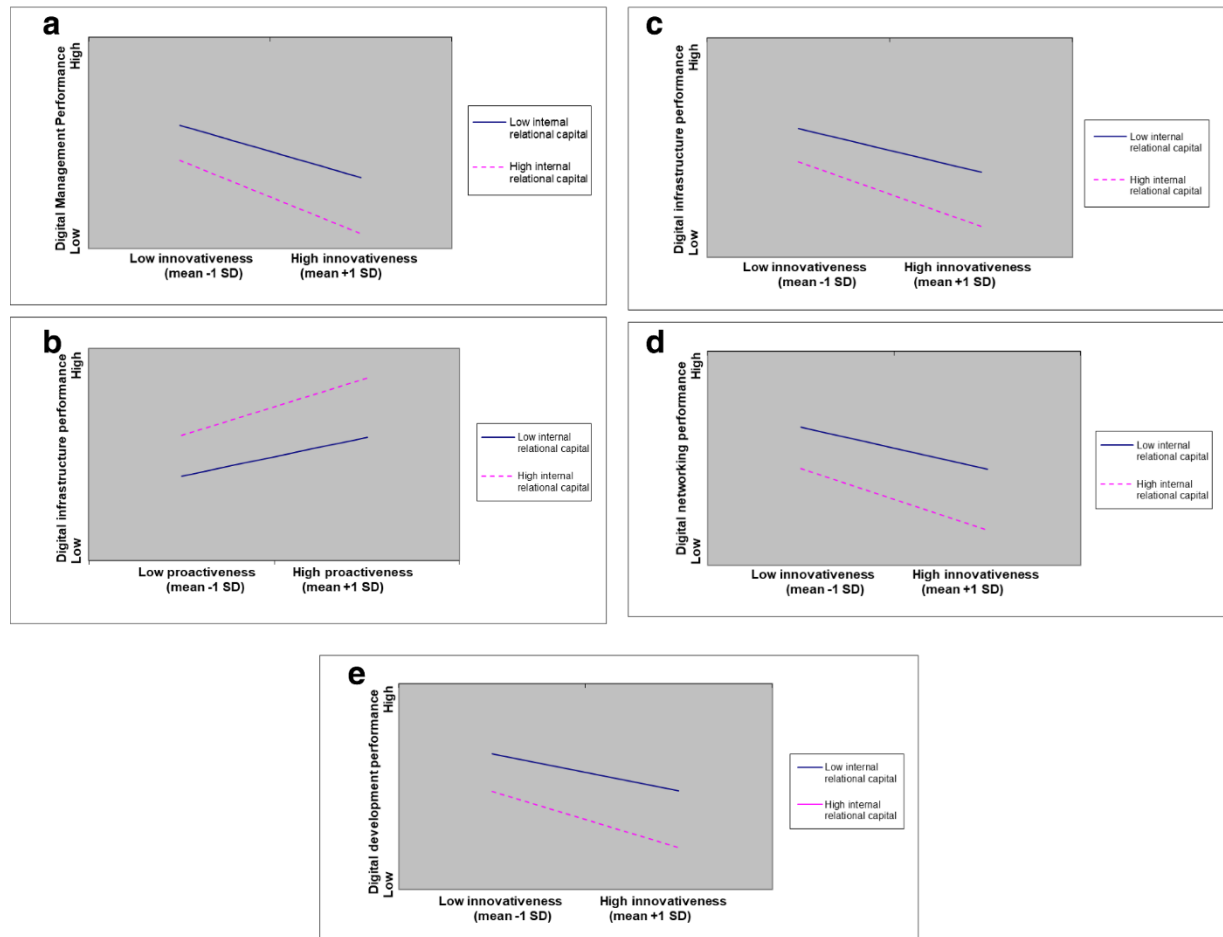 a
High
Digital Management Performance
Low
Low innovativeness
(mean -1 SD)
High innovativeness
(mean +1 SD)
Low internal
relational capital
High internal
relational capital
c
High
Digital infrastructure performance
Low
Low innovativeness
(mean -1 SD)
High innovativeness
(mean +1 SD)
Low internal
relational capital
High internal
relational capital
b
High
Digital infrastructure performance
Low
Low proactiveness
(mean -1 SD)
High proactiveness
(mean +1 SD)
Low internal
relational capital
High internal
relational capital
d
High
Digital networking performance
Low
Low innovativeness
(mean -1 SD)
High innovativeness
(mean +1 SD)
Low internal
relational capital
High internal
relational capital
e
High
Digital development performance
Low
Low innovativeness
(mean -1 SD)
High innovativeness
(mean +1 SD)
Low internal
relational capital
High internal
relational capital